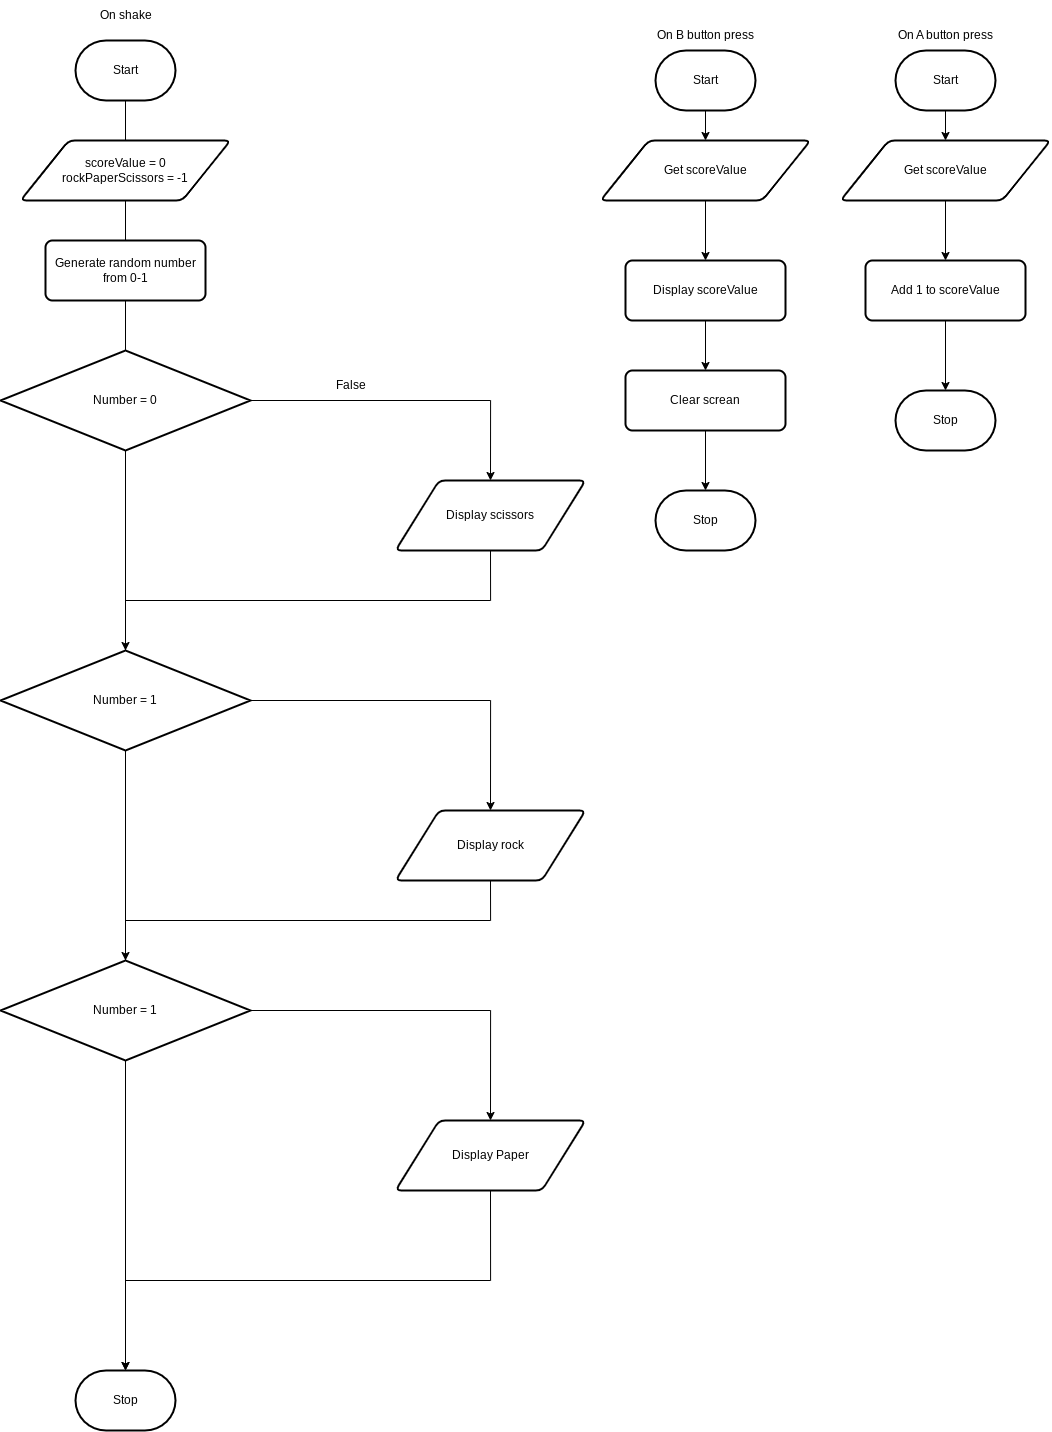 On shake
Start
scoreValue = 0
rockPaperScissors = -1
Generate random number
from 0-1
Number = 0
False
Display scissors
Number = 1
Display rock
Number = 1
Display Paper
Stop
On B button press
Start
Get scoreValue
Display scoreValue
Clear screan
Stop
On A button press
Start
Get scoreValue
Add 1 to scoreValue
Stop